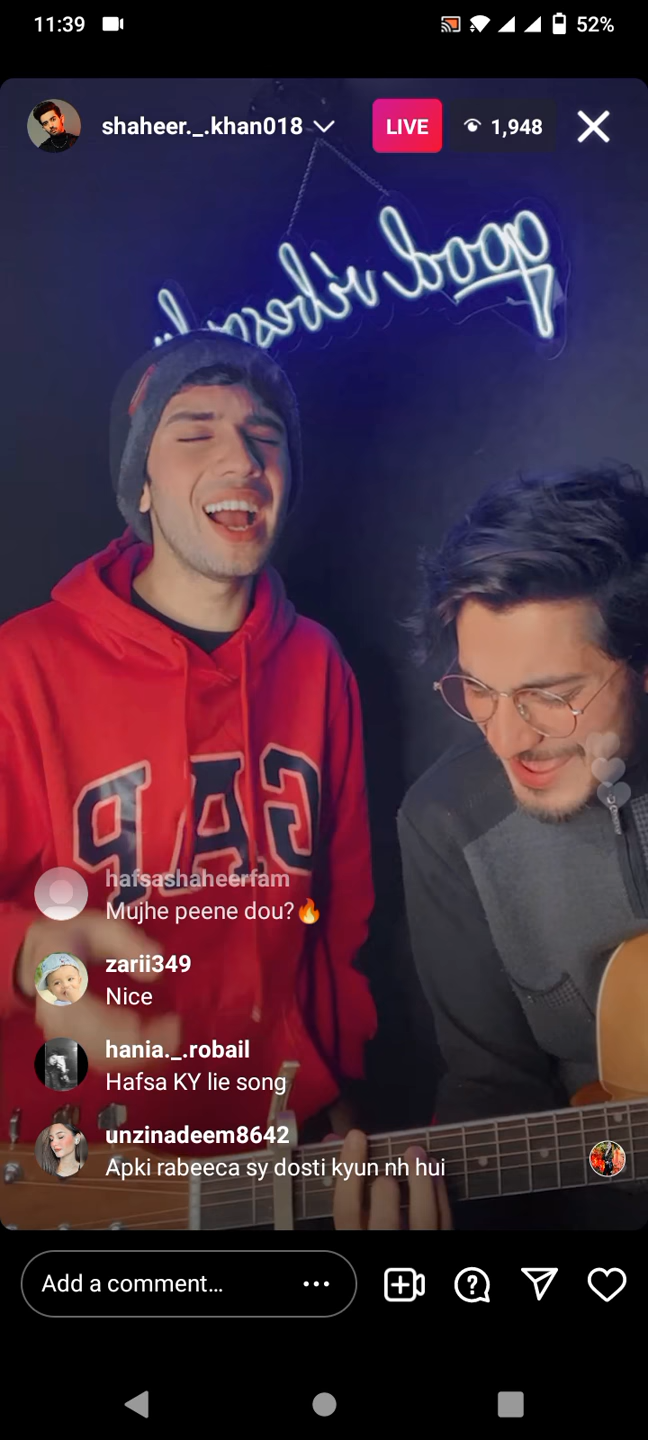 11:39
52%
shaheer._.khan018
LIVE
1,948
good vibes only
GAP
hafsashaheerfam
Mujhe peene dou?🔥
zarii349
Nice
hania._.robail
Hafsa KY lie song
unzinadeem8642
Apki rabeeca sy dosti kyun nh hui
Add a comment...